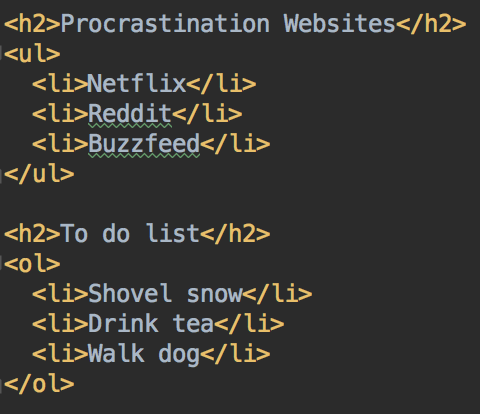 <h2>Procrastination Websites</h2>
<ul>
  <li>Netflix</li>
  <li>Reddit</li>
  <li>Buzzfeed</li>
</ul>

<h2>To do list</h2>
<ol>
  <li>Shovel snow</li>
  <li>Drink tea</li>
  <li>Walk dog</li>
</ol>